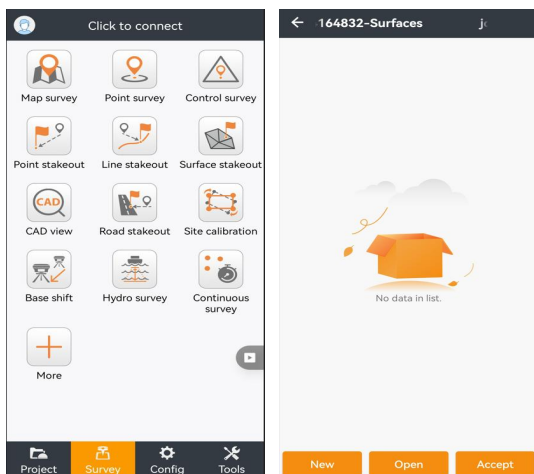 Click to connect
Map survey
Point survey
Control survey
Point stakeout
Line stakeout
Surface stakeout
CAD
CAD view
Road stakeout
Site calibration
Base shift
Hydro survey
Continuous
survey
More
Project
Survey
Config
Tools
164832-Surfaces
No data in list.
New
Open
Accept